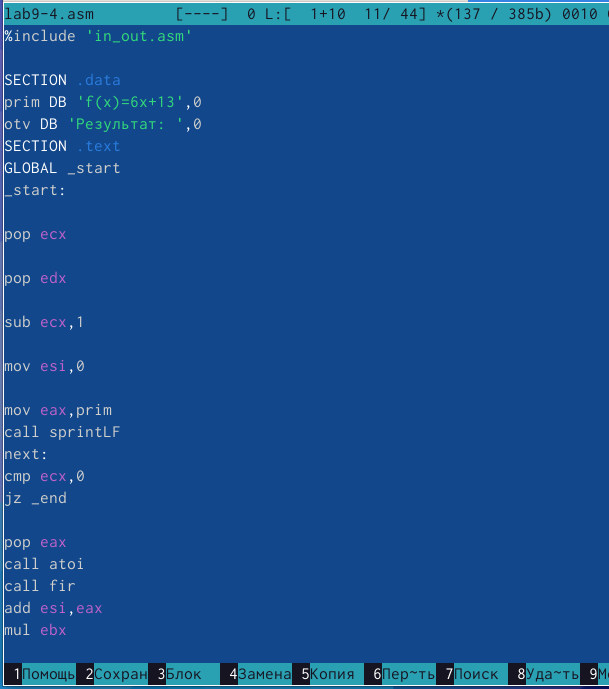 lab9-4.asm [----] 0 L:[ 1+10 11/ 44] *(137 / 385b) 0010
%include 'in_out.asm'
SECTION .data
prim DB 'f(x)=6x+13',0
otv DB 'Результат: ',0
SECTION .text
GLOBAL _start
_start:
pop ecx
pop edx
sub ecx,1
mov esi,0
mov eax,prim
call sprintLF
next:
cmp ecx,0
jz _end
pop eax
call atoi
call fir
add esi,eax
mul ebx
1Помощь 2Сохран 3Блок 4Замена 5Копия 6Пер~ть 7Поиск 8Уда~ть 9